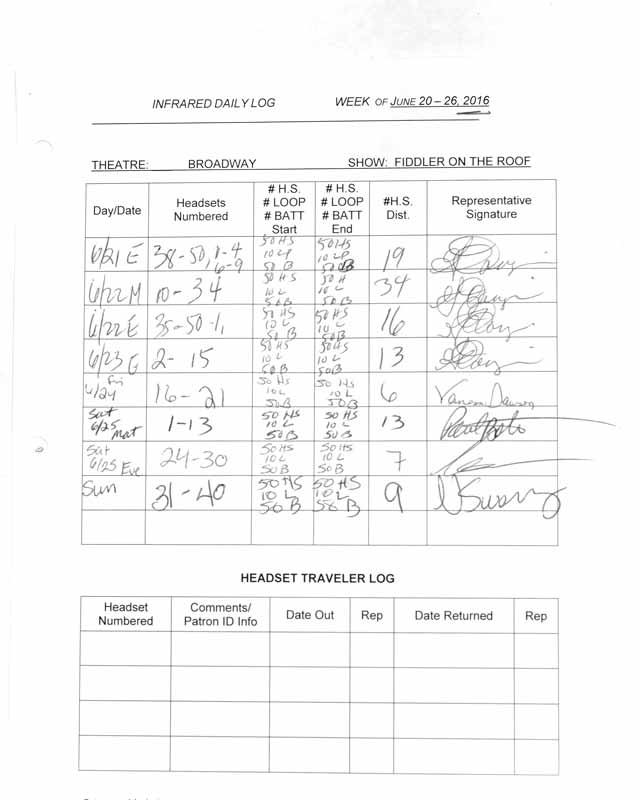 INFRARED DAILY LOG WEEK OF JUNE 20 – 26, 2016
THEATRE: BROADWAY SHOW: FIDDLER ON THE ROOF
Day/Date Headsets Numbered # H.S. # LOOP # BATT Start # H.S. # LOOP # BATT End #H.S. Dist. Representative Signature
6/21 E 38-50, 1-4 6-9 50 HS 10 LP 50 B 50 HS 10 LP 50 B 19
6/22 M 10-34 50 HS 10 L 50 B 50 H 10 L 50 B 34
6/22 E 35-50-1, 50 HS 10 L 50 B 50 HS 10 L 50 B 16
6/23 E 2-15 50 HS 10 L 50 B 50 HS 10 L 50 B 13
6/24 Fri 16-21 50 HS 10 L 50 B 50 HS 10 L 50 B 6 Vanessa Dawson
Sat 6/25 Mat 1-13 50 HS 10 L 50 B 50 HS 10 L 50 B 13
Sat 6/25 Eve 24-30 50 HS 10 L 50 B 50 HS 10 L 50 B 7
Sun 31-40 50 HS 10 L 50 B 50 HS 10 L 50 B 9
HEADSET TRAVELER LOG
Headset Numbered Comments/ Patron ID Info Date Out Rep Date Returned Rep